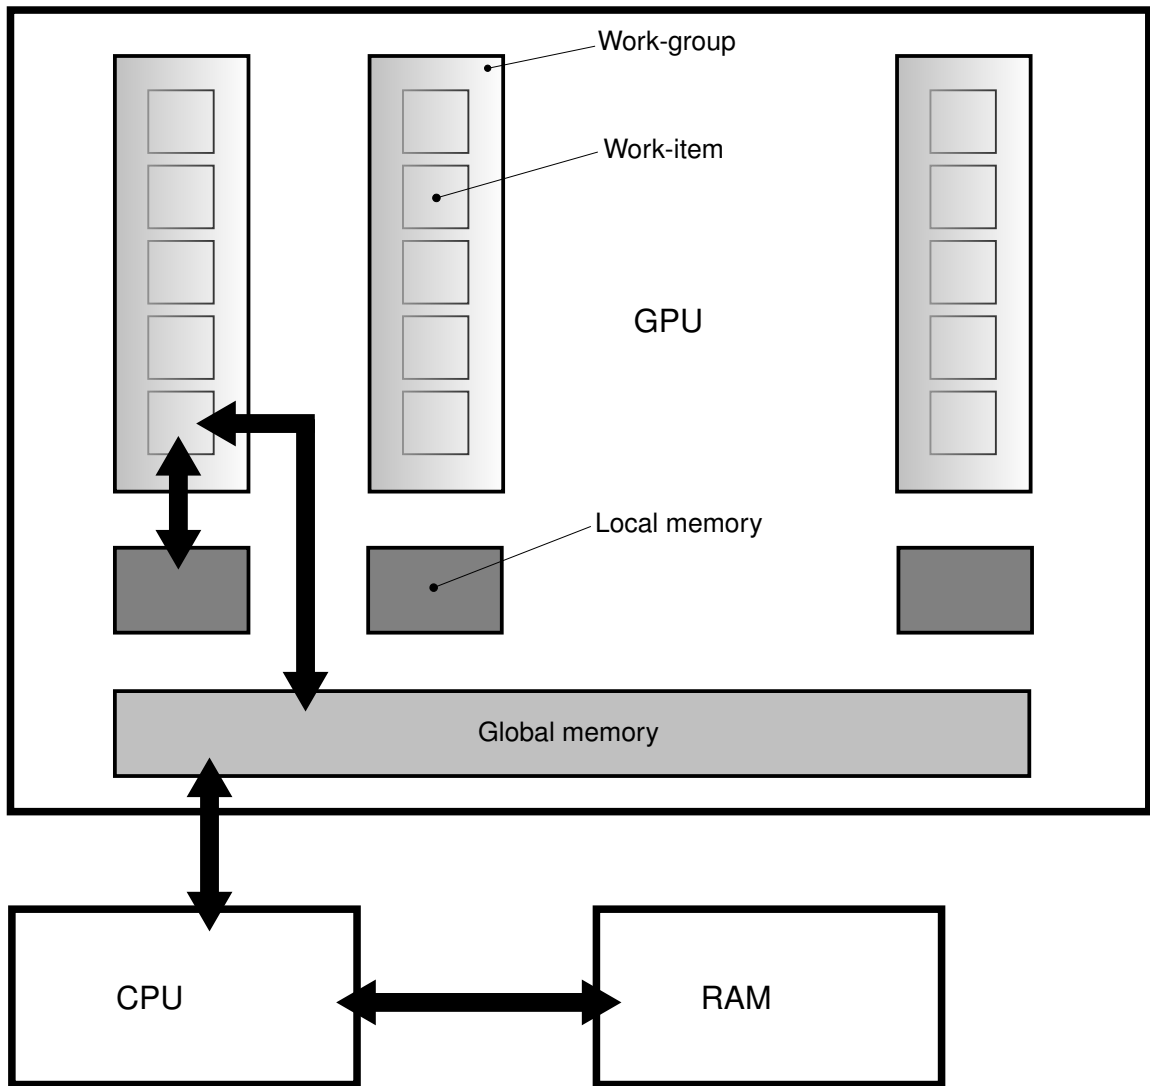 Work-group
Work-item
GPU
Local memory
Global memory
CPU
RAM